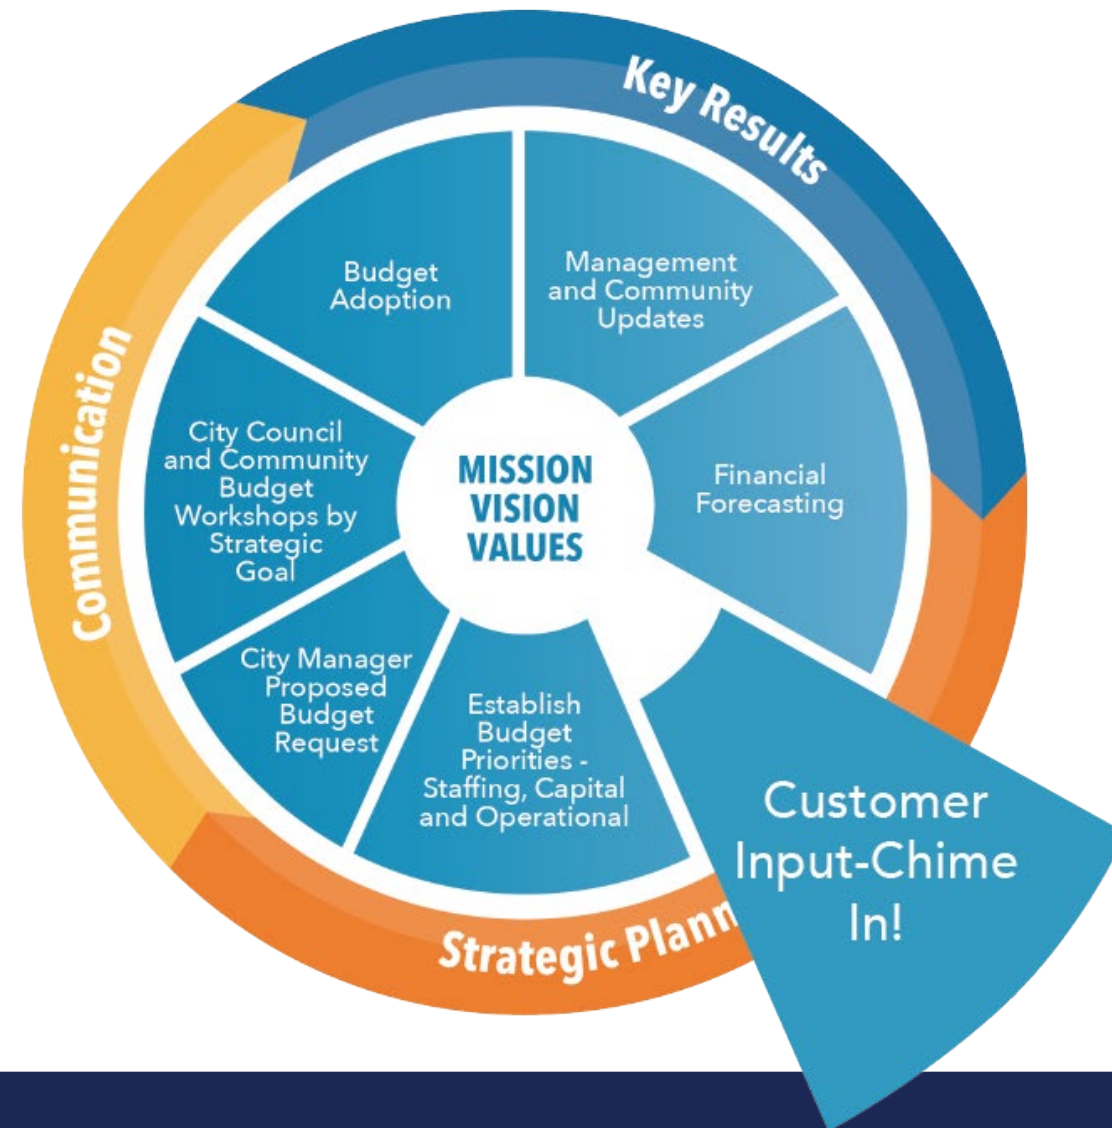 Key Results
Management
and Community
Updates
Financial
Forecasting
Customer
Input-Chime
In!
Strategic Plann
Establish
Budget
Priorities -
Staffing, Capital
and Operational
City Manager
Proposed
Budget
Request
Communication
City Council
and Community
Budget
Workshops by
Strategic
Goal
Budget
Adoption
MISSION
VISION
VALUES